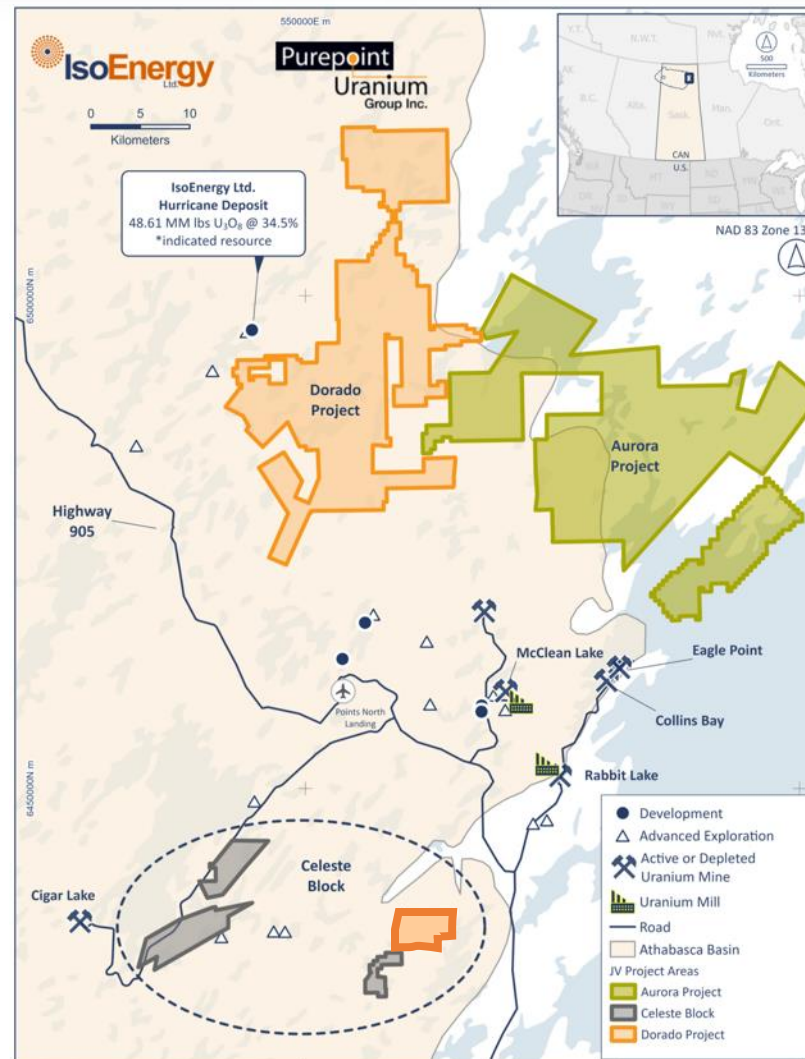 550000E m
IsoEnergy
Ltd.
Purepoint
Uranium
Group Inc.
0 5 10
Kilometers
IsoEnergy Ltd.
Hurricane Deposit
48.61 MM lbs U₃O₈ @ 34.5%
*indicated resource
Y.T.
N.W.T.
Nvt.
500
Kilometers
B.C.
Alta.
Sask.
Man.
Ont.
CAN
U.S.
MT
ND
SD
WY
NAD 83 Zone 13
6500000N m
Dorado
Project
Aurora
Project
Highway
905
McClean Lake
Eagle Point
Points North
Landing
Collins Bay
Rabbit Lake
6450000N m
Celeste
Block
Cigar Lake
Development
Advanced Exploration
Active or Depleted
Uranium Mine
Uranium Mill
Road
Athabasca Basin
JV Project Areas
Aurora Project
Celeste Block
Dorado Project